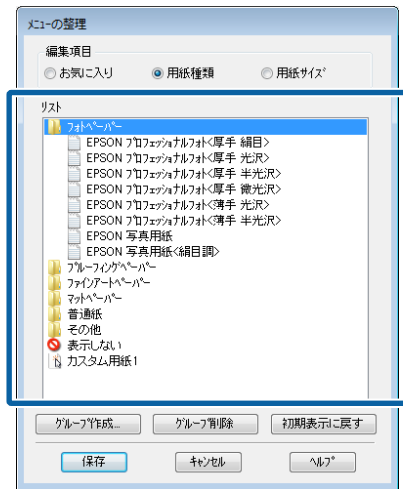 ﾒﾆｭｰの整理
編集項目
お気に入り 用紙種類 用紙ｻｲｽﾞ
ﾘｽﾄ
ﾌｫﾄﾍﾟｰﾊﾟｰ
EPSON ﾌﾟﾛﾌｪｯｼｮﾅﾙﾌｫﾄ<厚手 絹目>
EPSON ﾌﾟﾛﾌｪｯｼｮﾅﾙﾌｫﾄ<厚手 光沢>
EPSON ﾌﾟﾛﾌｪｯｼｮﾅﾙﾌｫﾄ<厚手 半光沢>
EPSON ﾌﾟﾛﾌｪｯｼｮﾅﾙﾌｫﾄ<厚手 微光沢>
EPSON ﾌﾟﾛﾌｪｯｼｮﾅﾙﾌｫﾄ<薄手 光沢>
EPSON ﾌﾟﾛﾌｪｯｼｮﾅﾙﾌｫﾄ<薄手 半光沢>
EPSON 写真用紙
EPSON 写真用紙<絹目調>
ﾌﾟﾙｰﾌｨﾝｸﾞﾍﾟｰﾊﾟｰ
ﾌｧｲﾝｱｰﾄﾍﾟｰﾊﾟｰ
ﾏｯﾄﾍﾟｰﾊﾟｰ
普通紙
その他
表示しない
カスタム用紙1
ｸﾞﾙｰﾌﾟ作成... ｸﾞﾙｰﾌﾟ削除 初期表示に戻す
保存 ｷｬﾝｾﾙ ﾍﾙﾌﾟ